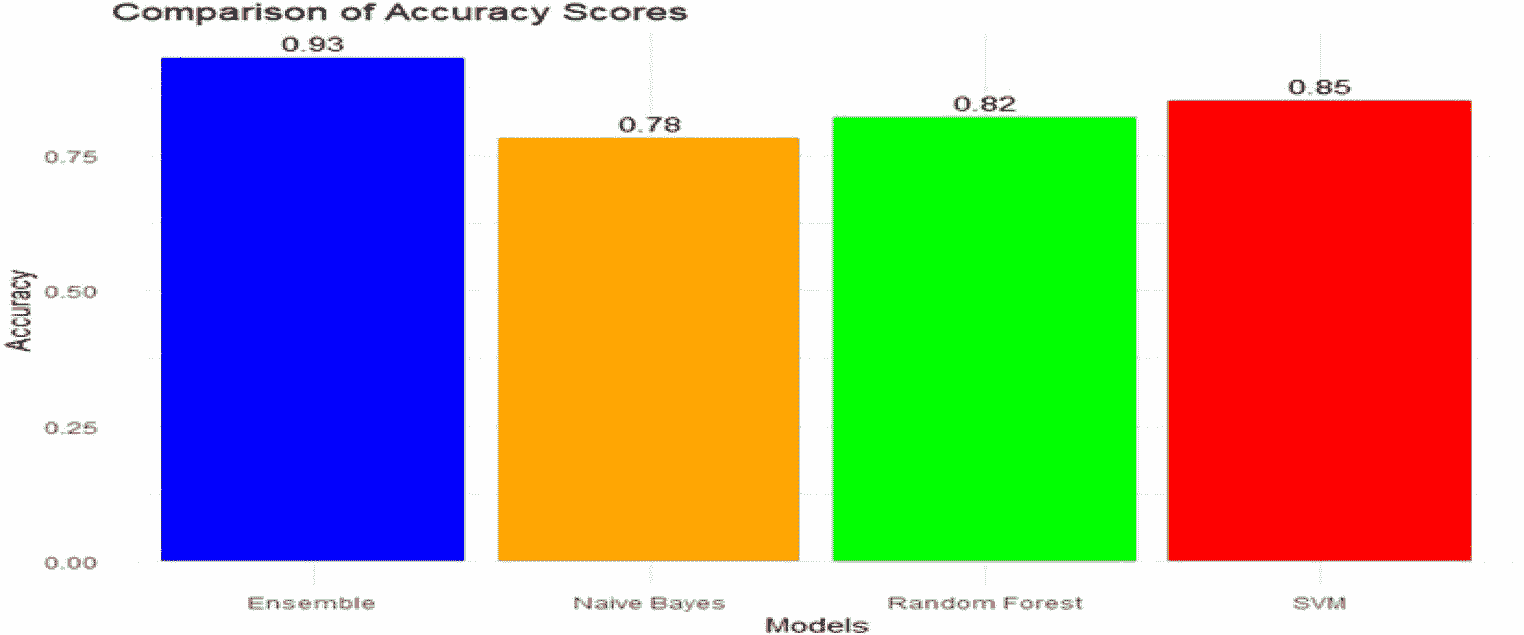 Comparison of Accuracy Scores
0.93
0.78
0.82
0.85
0.75
0.50
0.25
0.00
Accuracy
Ensemble
Naive Bayes
Random Forest
SVM
Models